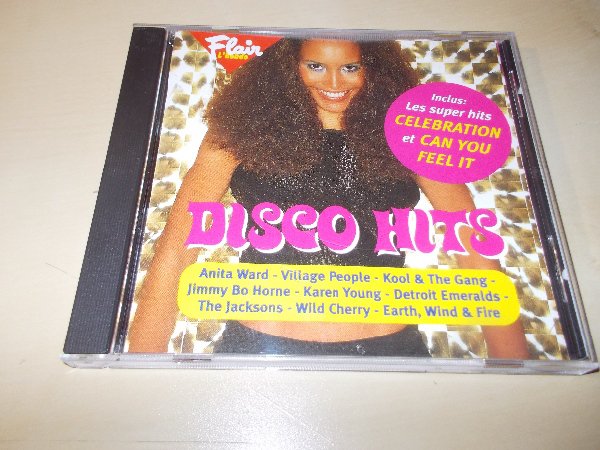 Flair
L'HEBDO
Inclus:
Les super hits
CELEBRATION
et CAN YOU
FEEL IT
DISCO HITS
Anita Ward - Village People - Kool & The Gang -
Jimmy Bo Horne - Karen Young - Detroit Emeralds -
The Jacksons - Wild Cherry - Earth, Wind & Fire